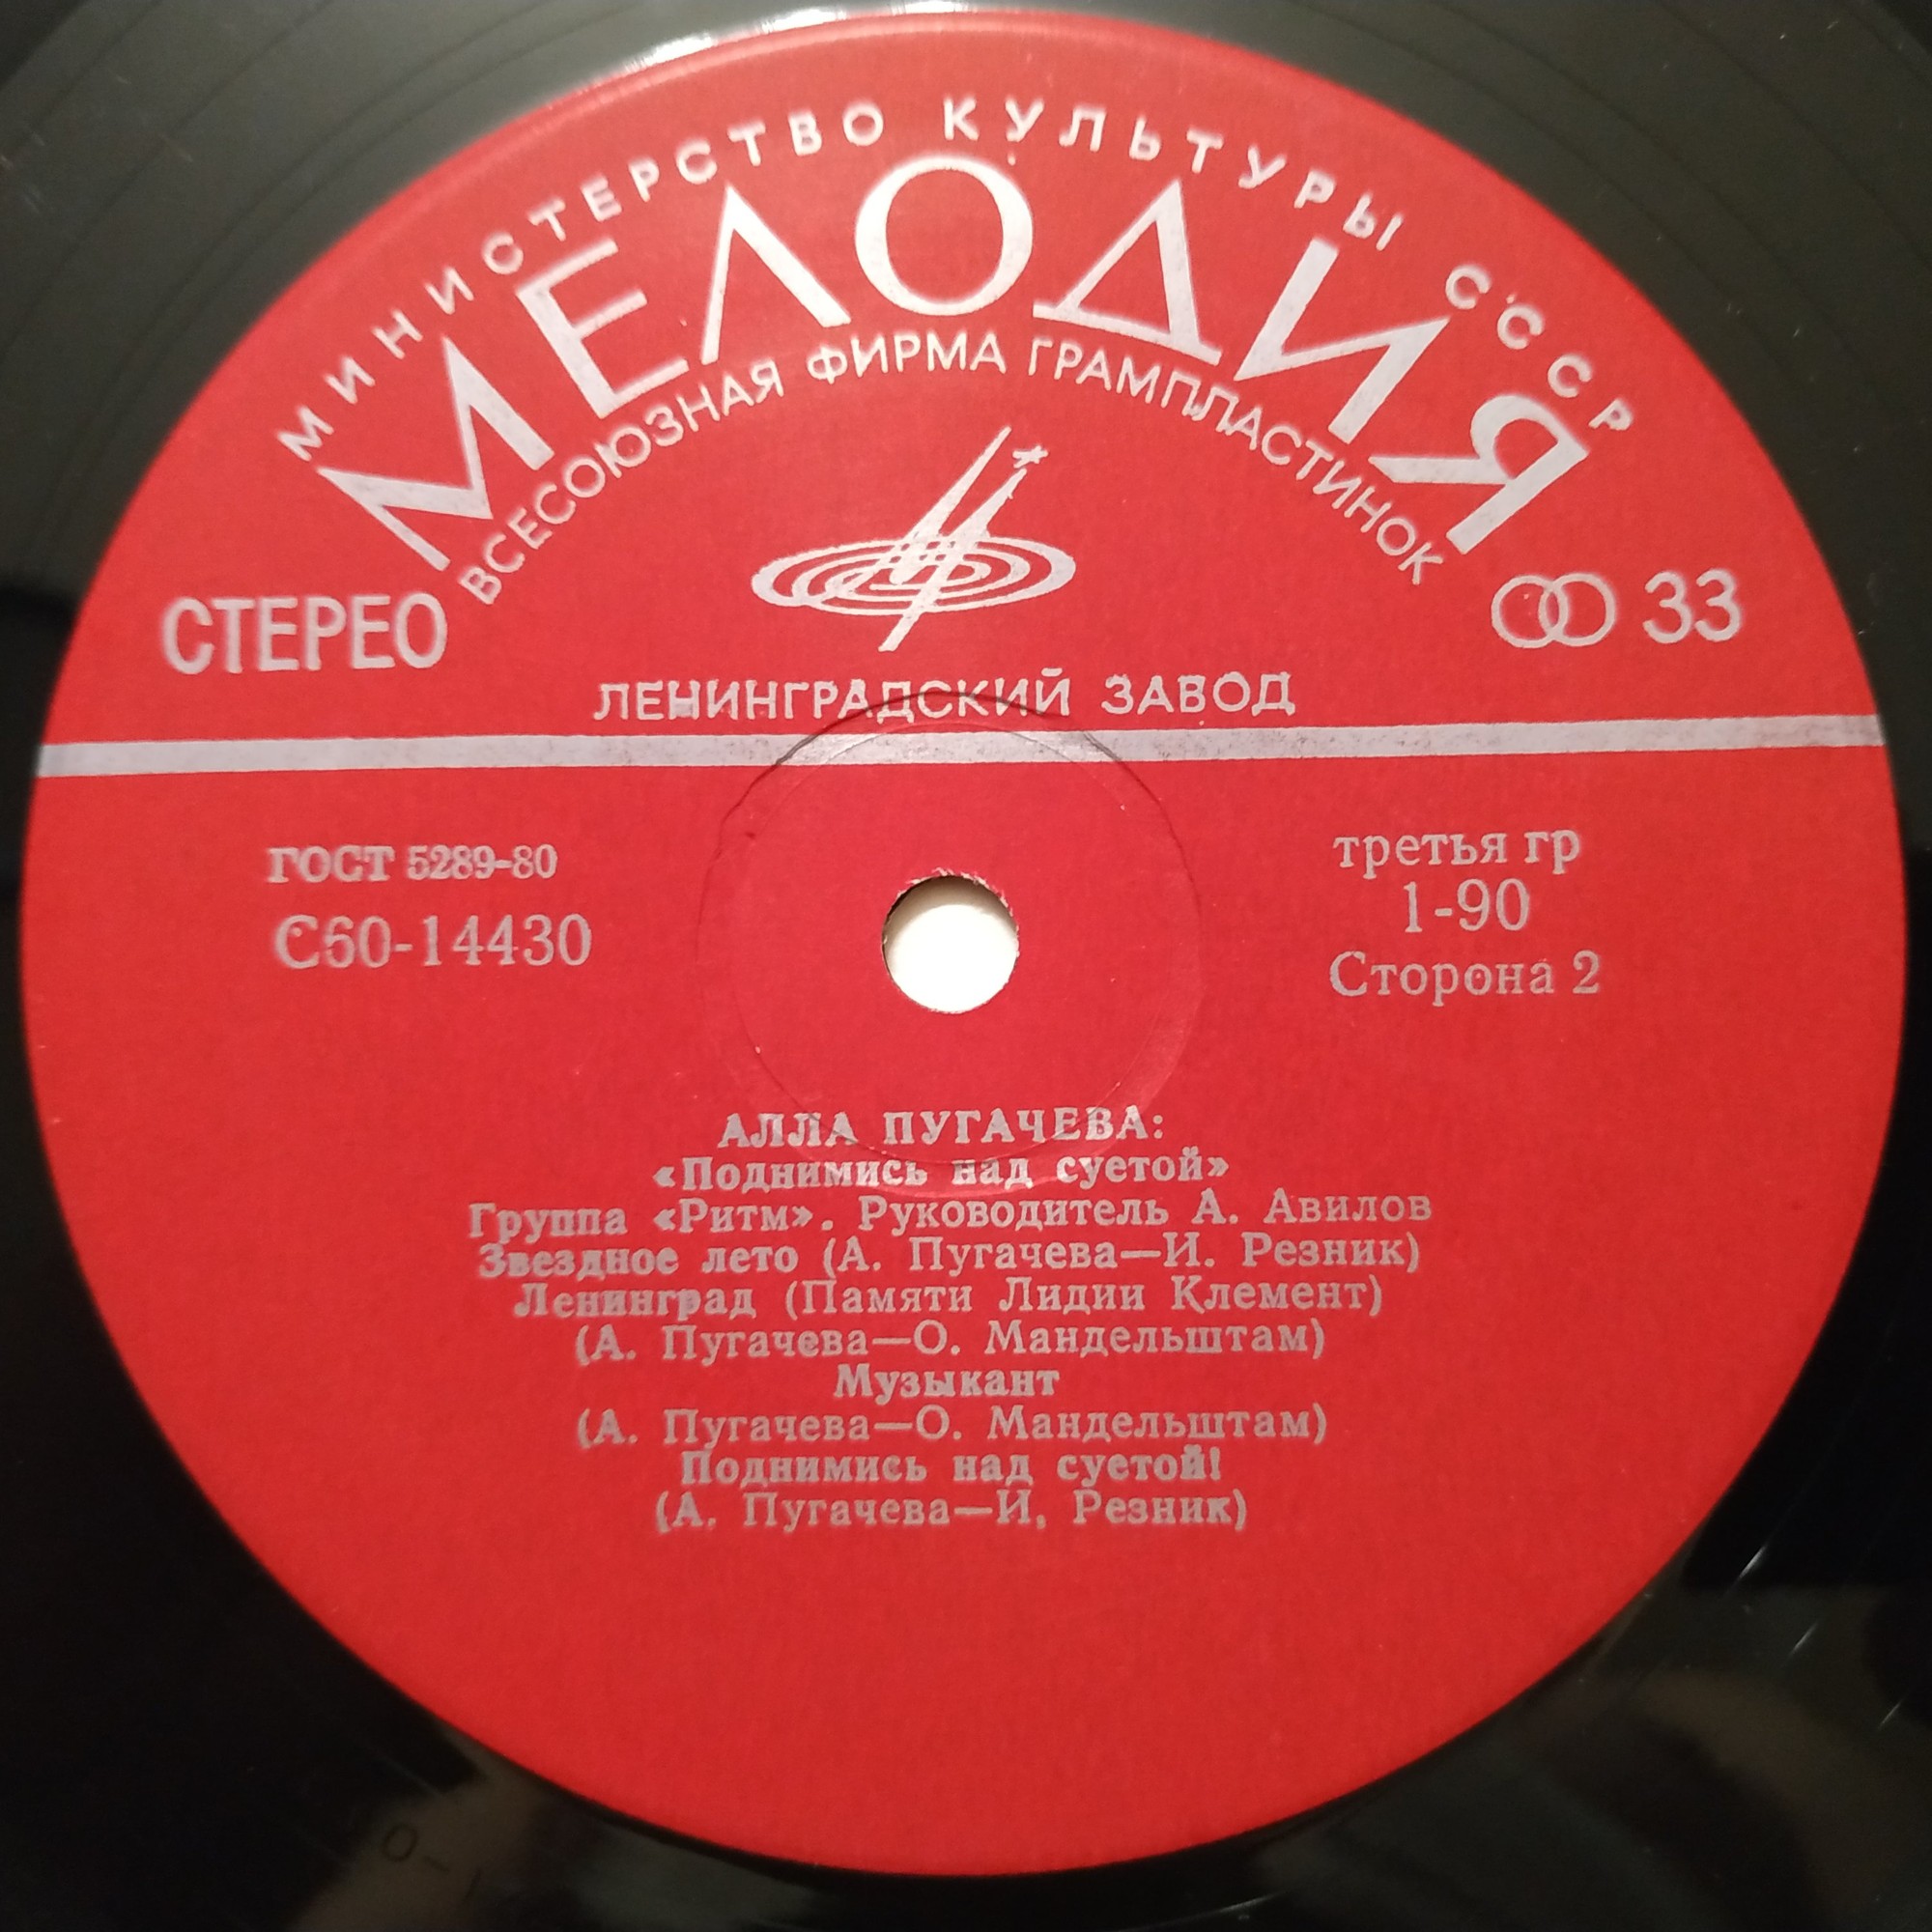 МИНИСТЕРСТВО КУЛЬТУРЫ СССР
МЕЛОДИЯ
ВСЕСОЮЗНАЯ ФИРМА ГРАМПЛАСТИНОК
СТЕРЕО
33
ЛЕНИНГРАДСКИЙ ЗАВОД
ГОСТ 5289-80
С60-14430
третья гр
1-90
Сторона 2
АЛЛА ПУГАЧЕВА:
«Поднимись над суетой»
Группа «Ритм». Руководитель А. Авилов
Звездное лето (А. Пугачева—И. Резник)
Ленинград (Памяти Лидии Клемент)
(А. Пугачева—О. Мандельштам)
Музыкант
(А. Пугачева—О. Мандельштам)
Поднимись над суетой!
(А. Пугачева—И, Резник)